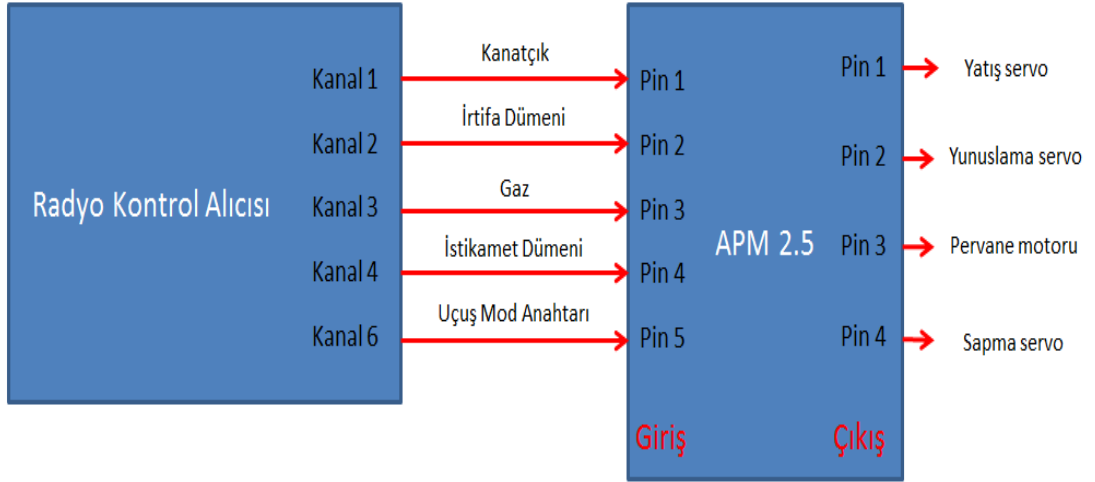 Radyo Kontrol Alıcısı
Kanal 1
Kanal 2
Kanal 3
Kanal 4
Kanal 6
Kanatçık
İrtifa Dümeni
Gaz
İstikamet Dümeni
Uçuş Mod Anahtarı
Pin 1
Pin 2
Pin 3
Pin 4
Pin 5
Giriş
APM 2.5
Pin 1
Pin 2
Pin 3
Pin 4
Çıkış
Yatış servo
Yunuslama servo
Pervane motoru
Sapma servo